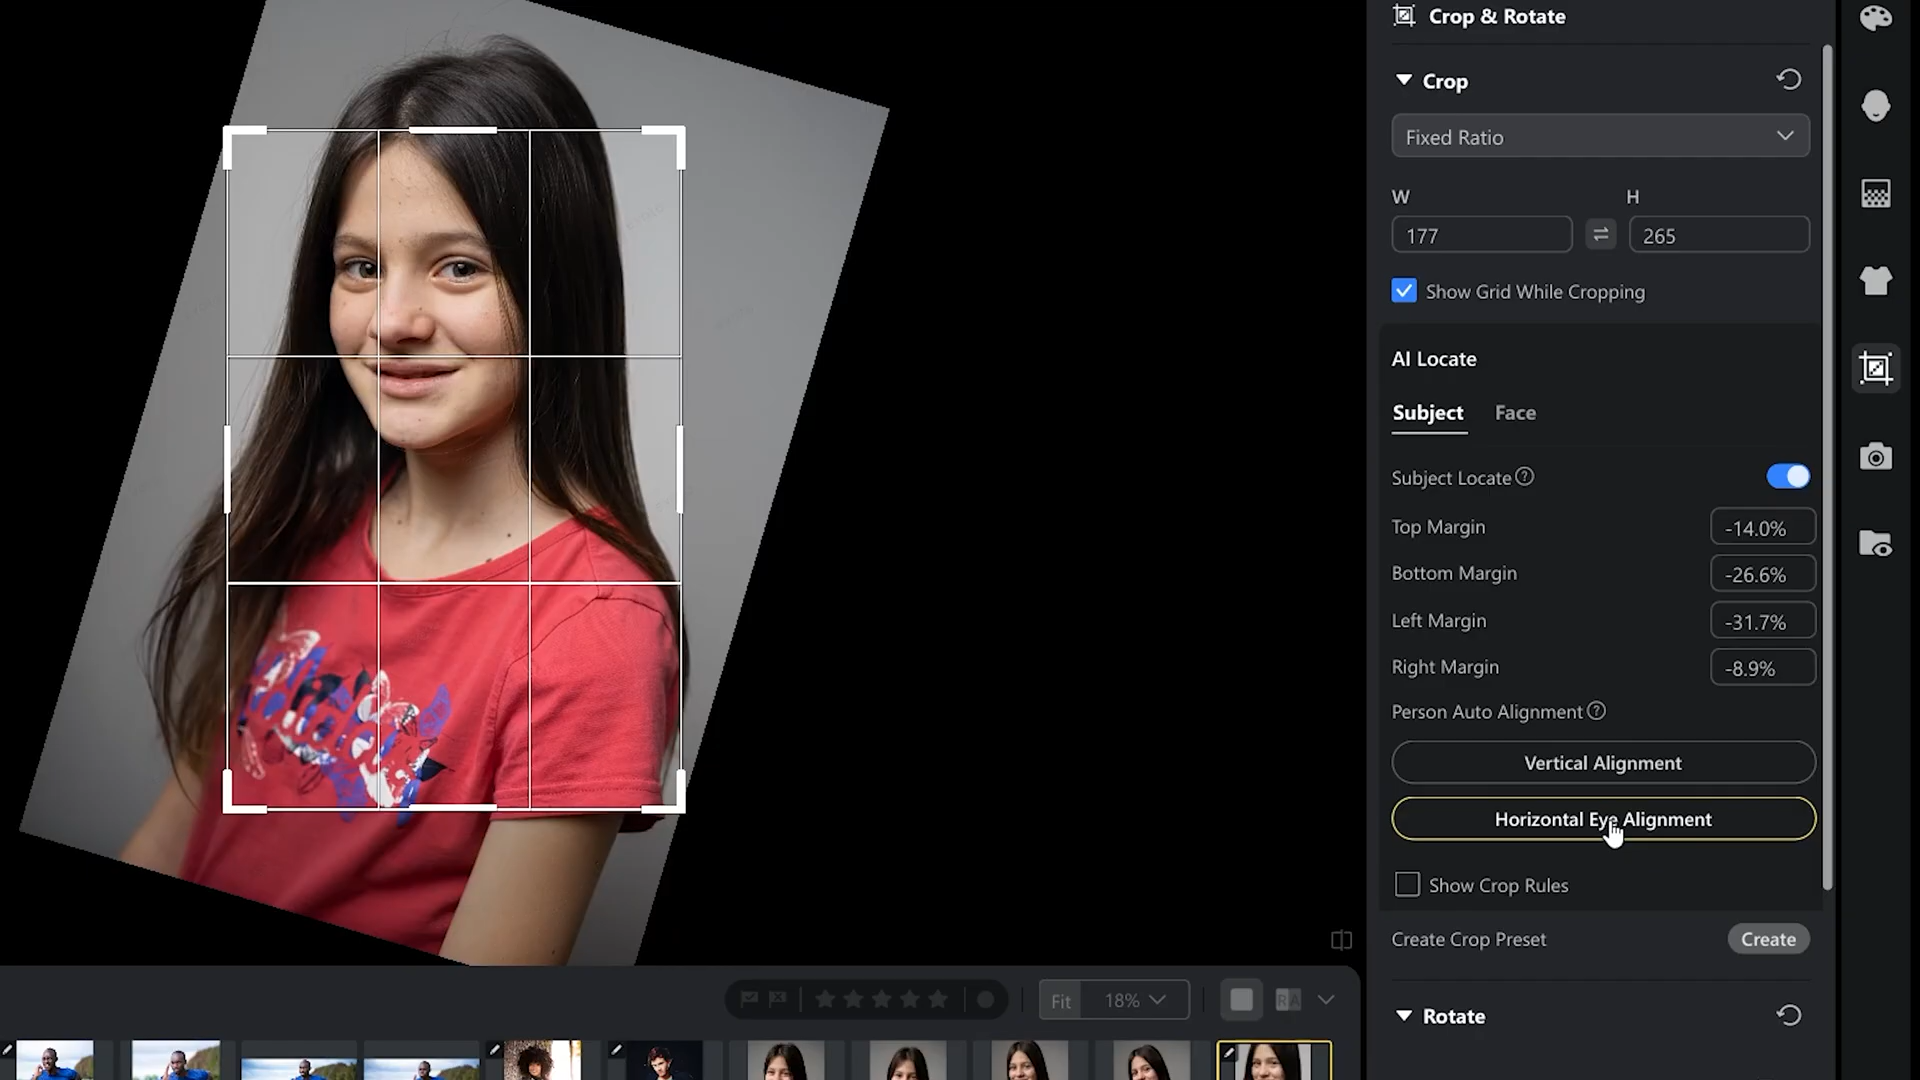 Crop & Rotate
Crop
Fixed Ratio
W H
177 265
Show Grid While Cropping
AI Locate
Subject Face
Subject Locate ?
Top Margin -14.0%
Bottom Margin -26.6%
Left Margin -31.7%
Right Margin -8.9%
Person Auto Alignment ?
Vertical Alignment
Horizontal Eye Alignment
Show Crop Rules
Create Crop Preset Create
Fit 18% RA
Rotate